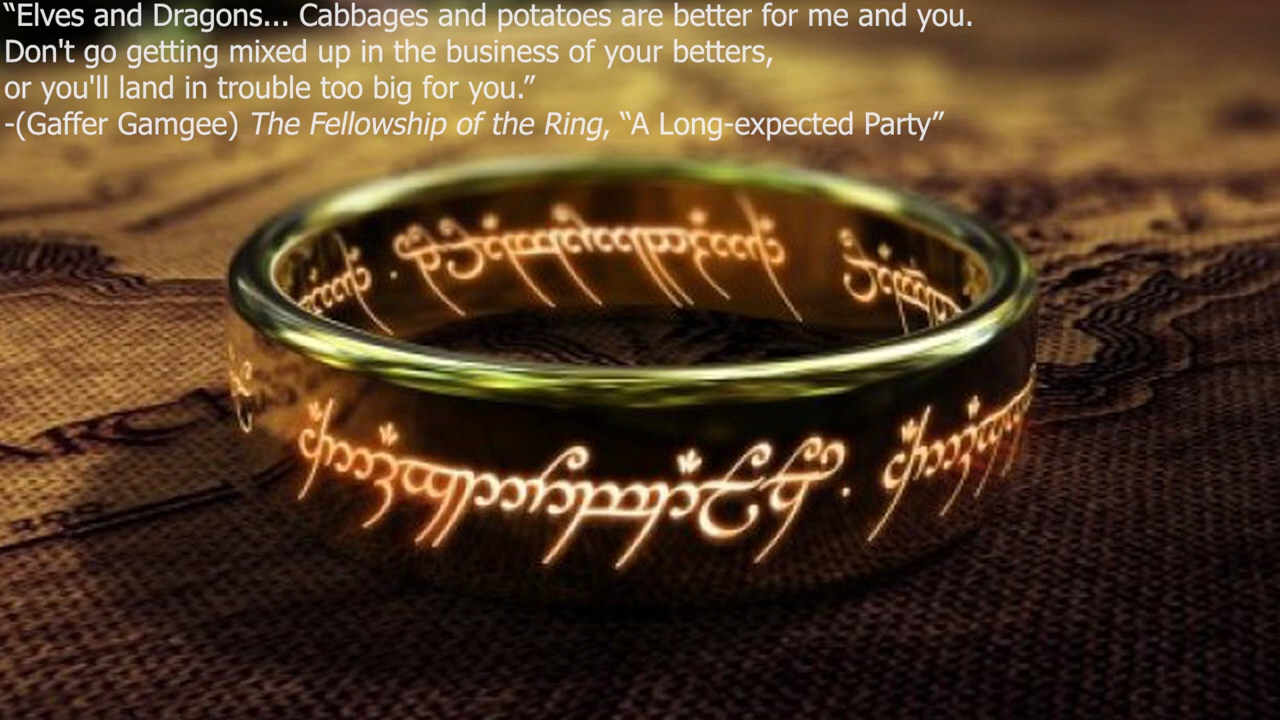 “Elves and Dragons... Cabbages and potatoes are better for me and you.
Don't go getting mixed up in the business of your betters,
or you'll land in trouble too big for you.”
-(Gaffer Gamgee) The Fellowship of the Ring, “A Long-expected Party”